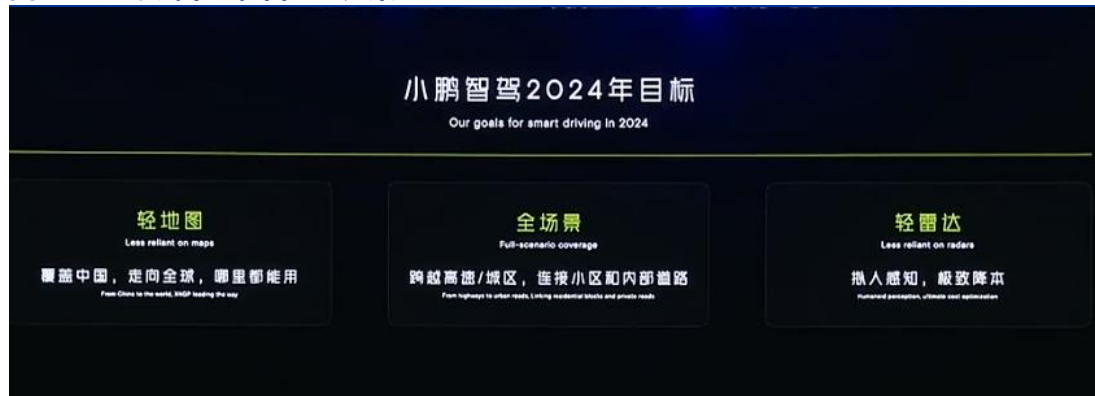 小鹏智驾2024年目标
Our goals for smart driving in 2024
轻地图
Less reliant on maps
覆盖中国，走向全球，哪里都能用
From China to the world, XNGP leading the way
全场景
Full-scenario coverage
跨越高速/城区，连接小区和内部道路
From highways to urban roads, Linking residential blocks and private roads
轻雷达
Less reliant on radars
拟人感知，极致降本
Humanoid perception, ultimate cost optimization